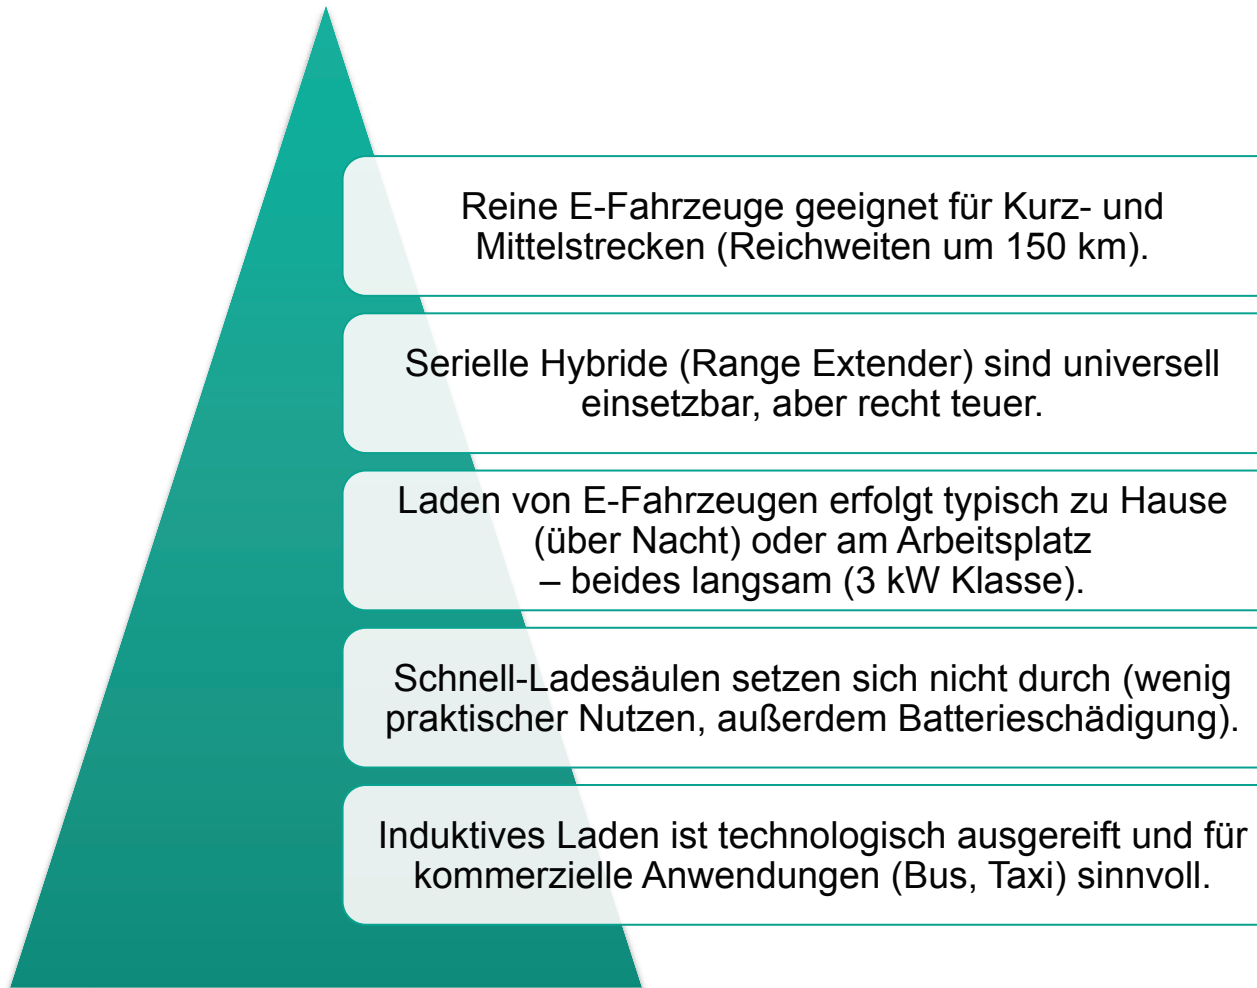 Reine E-Fahrzeuge geeignet für Kurz- und
Mittelstrecken (Reichweiten um 150 km).
Serielle Hybride (Range Extender) sind universell
einsetzbar, aber recht teuer.
Laden von E-Fahrzeugen erfolgt typisch zu Hause
(über Nacht) oder am Arbeitsplatz
– beides langsam (3 kW Klasse).
Schnell-Ladesäulen setzen sich nicht durch (wenig
praktischer Nutzen, außerdem Batterieschädigung).
Induktives Laden ist technologisch ausgereift und für
kommerzielle Anwendungen (Bus, Taxi) sinnvoll.